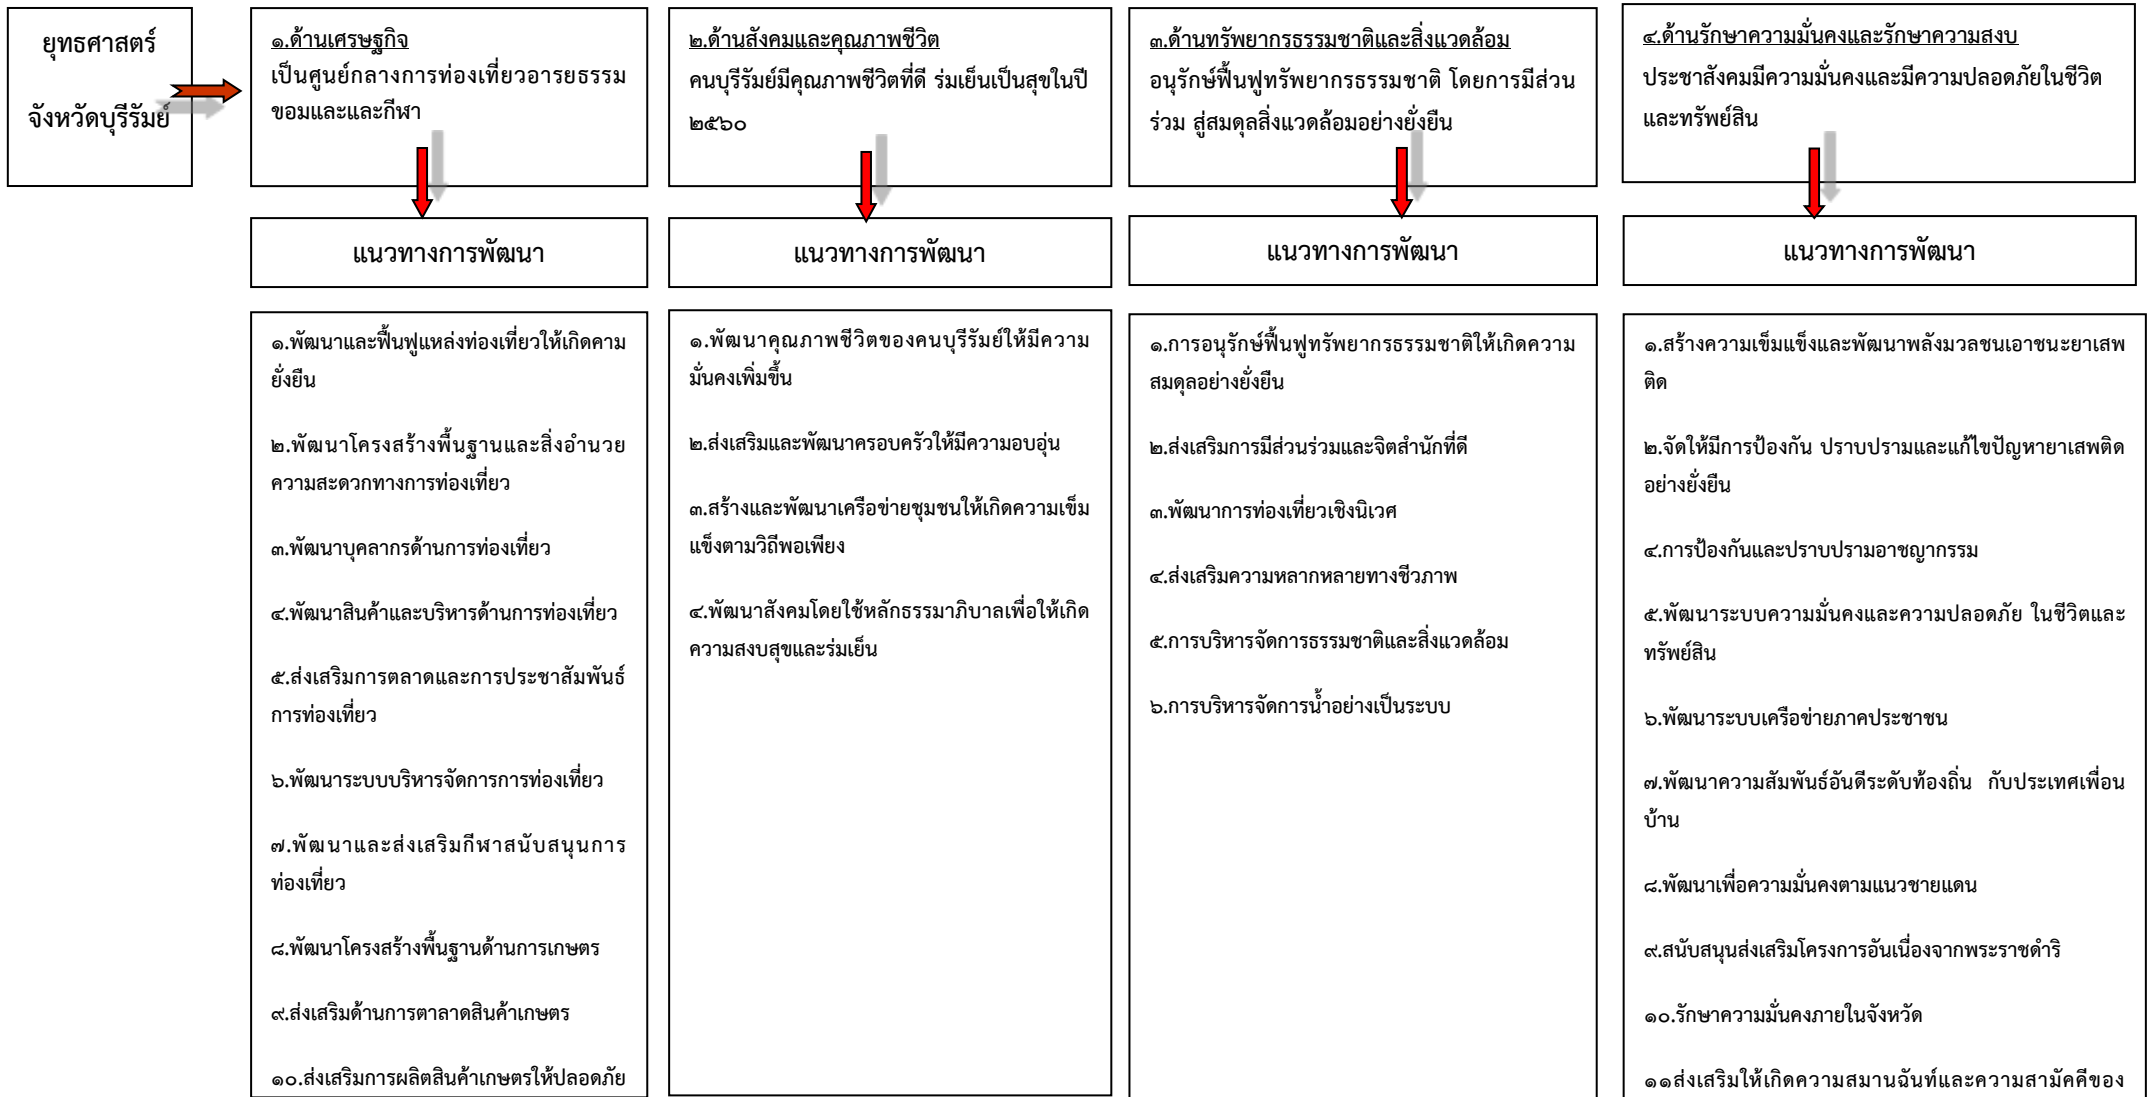 ยุทธศาสตร์
จังหวัดบุรีรัมย์
๑.ด้านเศรษฐกิจ
เป็นศูนย์กลางการท่องเที่ยวอารยธรรม
ขอมและและกีฬา
๒.ด้านสังคมและคุณภาพชีวิต
คนบุรีรัมย์มีคุณภาพชีวิตที่ดี ร่มเย็นเป็นสุขในปี
๒๕๖๐
๓.ด้านทรัพยากรธรรมชาติและสิ่งแวดล้อม
อนุรักษ์ฟื้นฟูทรัพยากรธรรมชาติ โดยการมีส่วน
ร่วม สู่สมดุลสิ่งแวดล้อมอย่างยั่งยืน
๔.ด้านรักษาความมั่นคงและรักษาความสงบ
ประชาสังคมมีความมั่นคงและมีความปลอดภัยในชีวิต
และทรัพย์สิน
แนวทางการพัฒนา
แนวทางการพัฒนา
แนวทางการพัฒนา
แนวทางการพัฒนา
๑.พัฒนาและฟื้นฟูแหล่งท่องเที่ยวให้เกิดคาม
ยั่งยืน
๒.พัฒนาโครงสร้างพื้นฐานและสิ่งอำนวย
ความสะดวกทางการท่องเที่ยว
๓.พัฒนาบุคลากรด้านการท่องเที่ยว
๔.พัฒนาสินค้าและบริหารด้านการท่องเที่ยว
๕.ส่งเสริมการตลาดและการประชาสัมพันธ์
การท่องเที่ยว
๖.พัฒนาระบบบริหารจัดการการท่องเที่ยว
๗.พัฒนาและส่งเสริมกีฬาสนับสนุนการ
ท่องเที่ยว
๘.พัฒนาโครงสร้างพื้นฐานด้านการเกษตร
๙.ส่งเสริมด้านการตาลาดสินค้าเกษตร
๑๐.ส่งเสริมการผลิตสินค้าเกษตรให้ปลอดภัย
๑.พัฒนาคุณภาพชีวิตของคนบุรีรัมย์ให้มีความ
มั่นคงเพิ่มขึ้น
๒.ส่งเสริมและพัฒนาครอบครัวให้มีความอบอุ่น
๓.สร้างและพัฒนาเครือข่ายชุมชนให้เกิดความเข็ม
แข็งตามวิถีพอเพียง
๔.พัฒนาสังคมโดยใช้หลักธรรมาภิบาลเพื่อให้เกิด
ความสงบสุขและร่มเย็น
๑.การอนุรักษ์ฟื้นฟูทรัพยากรธรรมชาติให้เกิดความ
สมดุลอย่างยั่งยืน
๒.ส่งเสริมการมีส่วนร่วมและจิตสำนักที่ดี
๓.พัฒนาการท่องเที่ยวเชิงนิเวศ
๔.ส่งเสริมความหลากหลายทางชีวภาพ
๕.การบริหารจัดการธรรมชาติและสิ่งแวดล้อม
๖.การบริหารจัดการน้ำอย่างเป็นระบบ
๑.สร้างความเข็มแข็งและพัฒนาพลังมวลชนเอาชนะยาเสพ
ติด
๒.จัดให้มีการป้องกัน ปราบปรามและแก้ไขปัญหายาเสพติด
อย่างยั่งยืน
๔.การป้องกันและปราบปรามอาชญากรรม
๕.พัฒนาระบบความมั่นคงและความปลอดภัย ในชีวิตและ
ทรัพย์สิน
๖.พัฒนาระบบเครือข่ายภาคประชาชน
๗.พัฒนาความสัมพันธ์อันดีระดับท้องถิ่น กับประเทศเพื่อน
บ้าน
๘.พัฒนาเพื่อความมั่นคงตามแนวชายแดน
๙.สนับสนุนส่งเสริมโครงการอันเนื่องจากพระราชดำริ
๑๐.รักษาความมั่นคงภายในจังหวัด
๑๑ส่งเสริมให้เกิดความสมานฉันท์และความสามัคคีของ